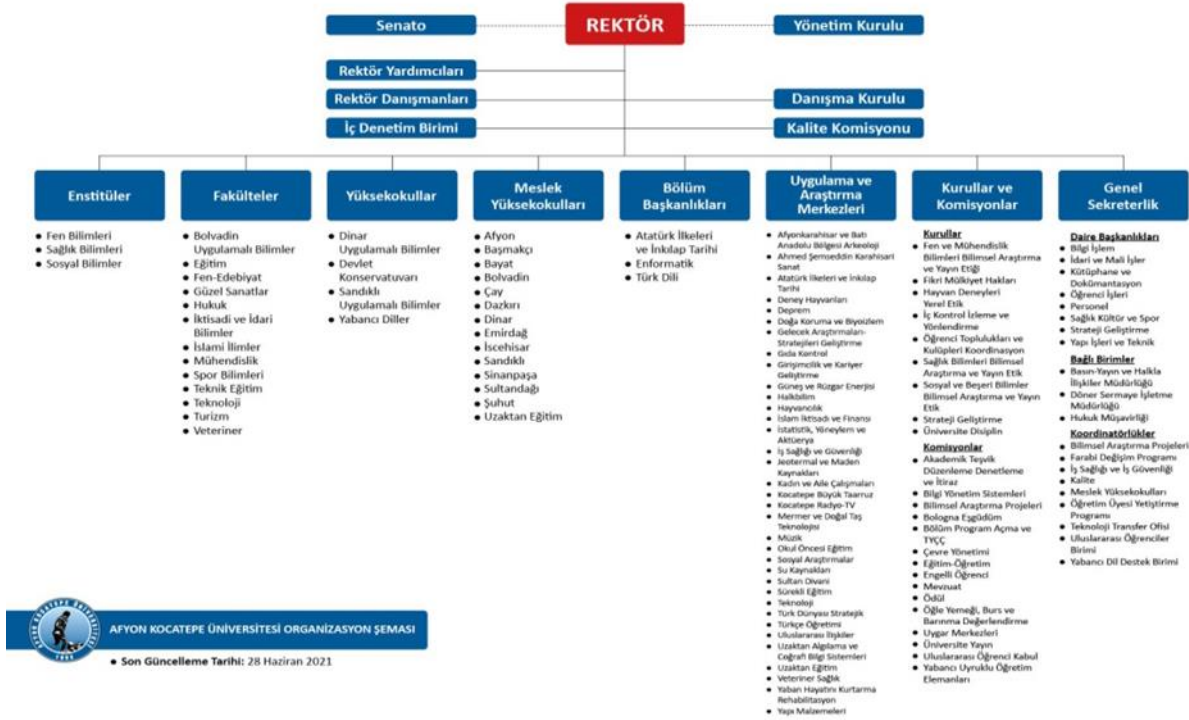 Senato
REKTÖR
Yönetim Kurulu
Rektör Yardımcıları
Rektör Danışmanları
Danışma Kurulu
İç Denetim Birimi
Kalite Komisyonu
Enstitüler
• Fen Bilimleri
• Sağlık Bilimleri
• Sosyal Bilimler
Fakülteler
• Bolvadin
Uygulamalı Bilimler
• Eğitim
• Fen-Edebiyat
• Güzel Sanatlar
• Hukuk
• İktisadi ve İdari
Bilimler
• İslami İlimler
• Mühendislik
• Spor Bilimleri
• Teknik Eğitim
• Teknoloji
• Turizm
• Veteriner
Yüksekokullar
• Dinar
Uygulamalı Bilimler
• Devlet
Konservatuvarı
• Sandıklı
Uygulamalı Bilimler
• Yabancı Diller
Meslek
Yüksekokulları
• Afyon
• Başmakçı
• Bayat
• Bolvadin
• Çay
• Dazkırı
• Dinar
• Emirdağ
• İscehisar
• Sandıklı
• Sinanpaşa
• Sultandağı
• Şuhut
• Uzaktan Eğitim
Bölüm
Başkanlıkları
• Atatürk İlkeleri
ve İnkılap Tarihi
• Enformatik
• Türk Dili
Uygulama ve
Araştırma
Merkezleri
• Afyonkarahisar ve Batı
Anadolu Bölgesi Arkeoloji
• Ahmed Şemseddin Karahisari
Sanat
• Atatürk İlkeleri ve İnkılap
Tarihi
• Deney Hayvanları
• Deprem
• Doğa Koruma ve Biyoizlem
• Gelecek Araştırmaları-
Stratejileri Geliştirme
• Gıda Kontrol
• Girişimcilik ve Kariyer
Geliştirme
• Güneş ve Rüzgar Enerjisi
• Halkbilim
• Hayvancılık
• İslam İktisadı ve Finansı
• İstatistik, Yöneylem ve
Aktüerya
• İş Sağlığı ve Güvenliği
• Jeotermal ve Maden
Kaynakları
• Kadın ve Aile Çalışmaları
• Kocatepe Büyük Taarruz
• Kocatepe Radyo-TV
• Mermer ve Doğal Taş
Teknolojisi
• Müzik
• Okul Öncesi Eğitim
• Sosyal Araştırmalar
• Su Kaynakları
• Sultan Divani
• Sürekli Eğitim
• Teknoloji
• Türk Dünyası Stratejik
• Türkçe Öğretimi
• Uluslararası İlişkiler
• Uzaktan Algılama ve
Coğrafi Bilgi Sistemleri
• Uzaktan Eğitim
• Veteriner Sağlık
• Yaban Hayatını Kurtarma
Rehabilitasyon
• Yapı Malzemeleri
Kurullar ve
Komisyonlar
Kurullar
• Fen ve Mühendislik
Bilimleri Bilimsel Araştırma
ve Yayın Etiği
• Fikri Mülkiyet Hakları
• Hayvan Deneyleri
Yerel Etik
• İç Kontrol İzleme ve
Yönlendirme
• Öğrenci Toplulukları ve
Kulüpleri Koordinasyon
• Sağlık Bilimleri Bilimsel
Araştırma ve Yayın Etik
• Sosyal ve Beşeri Bilimler
Bilimsel Araştırma ve Yayın
Etik
• Strateji Geliştirme
• Üniversite Disiplin
Komisyonlar
• Akademik Teşvik
Düzenleme Denetleme
ve İtiraz
• Bilgi Yönetim Sistemleri
• Bilimsel Araştırma Projeleri
• Bologna Eşgüdüm
• Bölüm Program Açma ve
TYÇÇ
• Çevre Yönetimi
• Eğitim-Öğretim
• Engelli Öğrenci
• Mevzuat
• Ödül
• Öğle Yemeği, Burs ve
Barınma Değerlendirme
• Uygar Merkezleri
• Üniversite Yayın
• Uluslararası Öğrenci Kabul
• Yabancı Uyruklu Öğretim
Elemanları
Genel
Sekreterlik
Daire Başkanlıkları
• Bilgi İşlem
• İdari ve Mali İşler
• Kütüphane ve
Dokümantasyon
• Öğrenci İşleri
• Personel
• Sağlık Kültür ve Spor
• Strateji Geliştirme
• Yapı İşleri ve Teknik
Bağlı Birimler
• Basın-Yayın ve Halkla
İlişkiler Müdürlüğü
• Döner Sermaye İşletme
Müdürlüğü
• Hukuk Müşavirliği
Koordinatörlükler
• Bilimsel Araştırma Projeleri
• Farabi Değişim Programı
• İş Sağlığı ve İş Güvenliği
• Kalite
• Meslek Yüksekokulları
• Öğretim Üyesi Yetiştirme
Programı
• Teknoloji Transfer Ofisi
• Uluslararası Öğrenciler
Birimi
• Yabancı Dil Destek Birimi
AFYON KOCATEPE ÜNİVERSİTESİ
1992
AFYON KOCATEPE ÜNİVERSİTESİ ORGANİZASYON ŞEMASI
• Son Güncelleme Tarihi: 28 Haziran 2021